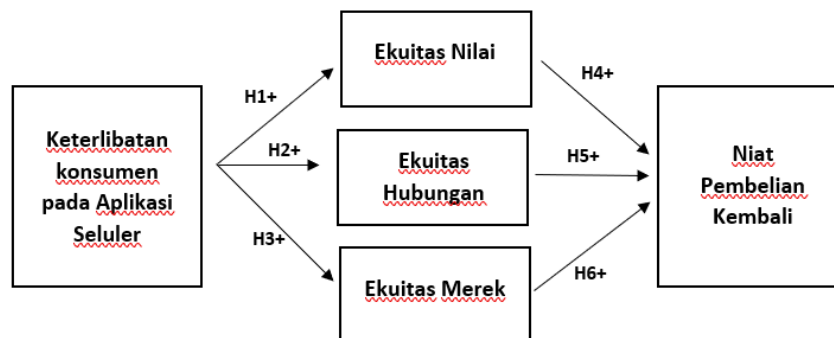 Keterlibatan
konsumen
pada Aplikasi
Seluler
H1+
H2+
H3+
Ekuitas Nilai
Ekuitas
Hubungan
Ekuitas Merek
H4+
H5+
H6+
Niat
Pembelian
Kembali